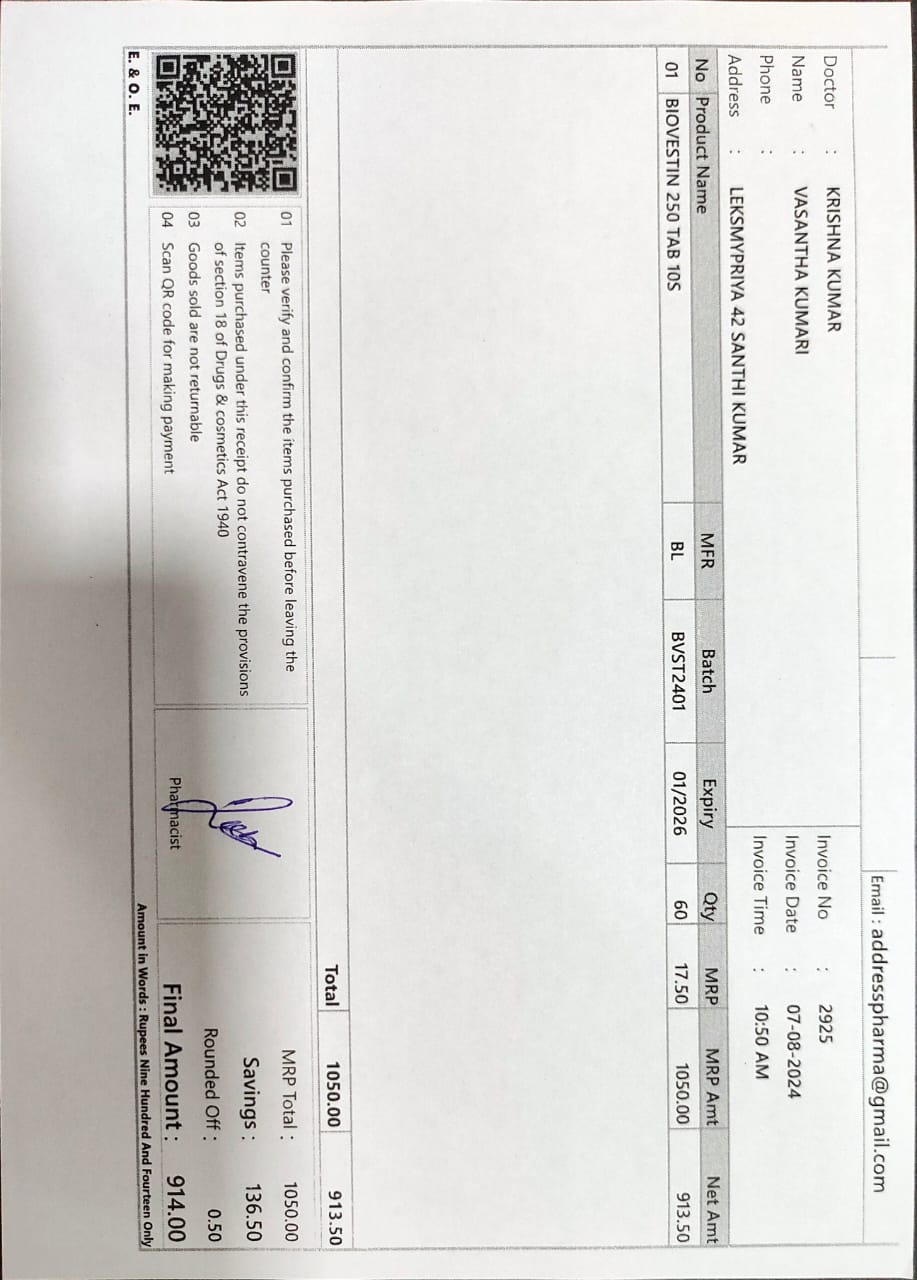 Email : addresspharma@gmail.com
Doctor : KRISHNA KUMAR
Name : VASANTHA KUMARI
Phone :
Address : LEKSMYPRIYA 42 SANTHI KUMAR
Invoice No : 2925
Invoice Date : 07-08-2024
Invoice Time : 10:50 AM
No Product Name MFR Batch Expiry Qty MRP MRP Amt Net Amt
01 BIOVESTIN 250 TAB 10S BL BVST2401 01/2026 60 17.50 1050.00 913.50
Total 1050.00 913.50
01 Please verify and confirm the items purchased before leaving the
counter
02 Items purchased under this receipt do not contravene the provisions
of section 18 of Drugs & cosmetics Act 1940
03 Goods sold are not returnable
04 Scan QR code for making payment
Pharmacist
MRP Total : 1050.00
Savings : 136.50
Rounded Off : 0.50
Final Amount : 914.00
E. & O. E.
Amount in Words : Rupees Nine Hundred And Fourteen Only